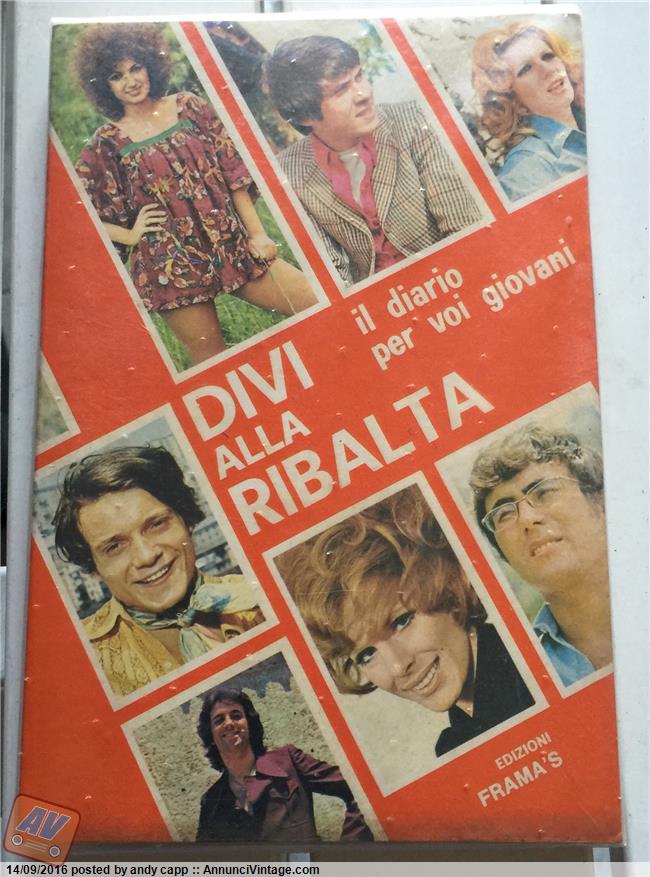 il diario
per voi giovani
DIVI
ALLA
RIBALTA
EDIZIONI
FRAMA'S
AV
14/09/2016 posted by andy capp :: AnnunciVintage.com